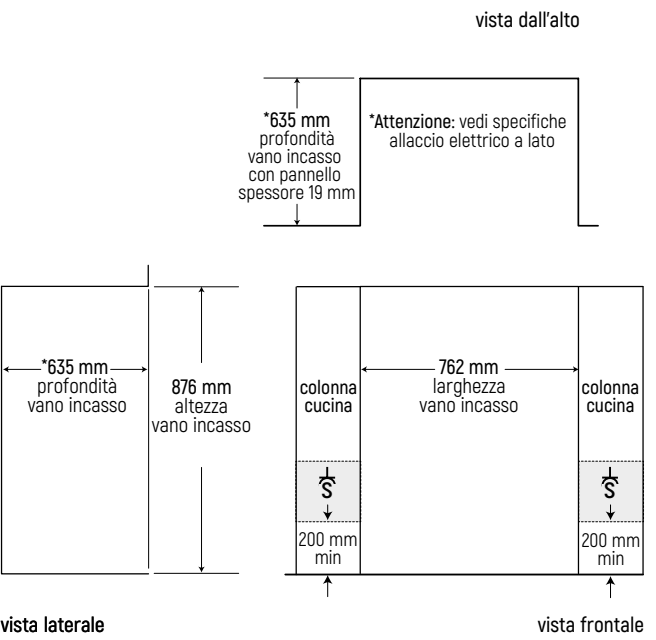 vista dall'alto
*635 mm
profondità
vano incasso
con pannello
spessore 19 mm
*Attenzione: vedi specifiche
allaccio elettrico a lato
*635 mm
profondità
vano incasso
876 mm
altezza
vano incasso
colonna
cucina
762 mm
larghezza
vano incasso
colonna
cucina
S
S
200 mm
min
200 mm
min
vista laterale
vista frontale